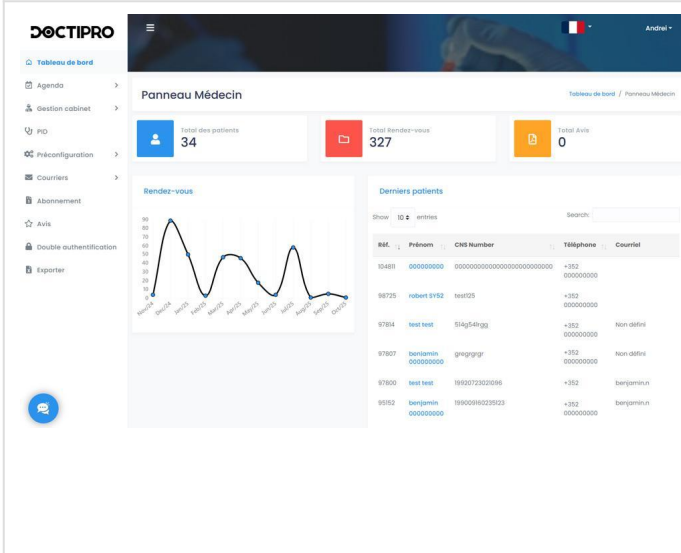 DOCTIPRO
Andrei
Tableau de bord
Agenda
Gestion cabinet
PID
Préconfiguration
Courriers
Abonnement
Avis
Double authentification
Exporter
Panneau Médecin
Tableau de bord / Panneau Médecin
Total des patients
34
Total Rendez-vous
327
Total Avis
0
Rendez-vous
90
80
70
60
50
40
30
20
10
0
Nov/24 Dec/24 Jan/25 Feb/25 Mar/25 Apr/25 May/25 Jun/25 Jul/25 Aug/25 Sep/25 Oct/25
Derniers patients
Show 10 entries
Search:
Réf. Prénom CNS Number Téléphone Courriel
104811 000000000 +352
000000000
98725 robert SY52 test125 +352
000000000
97814 test test 514g541rgg +352 Non défini
000000000
97807 beniamin gregrgrgr +352 Non défini
000000000 000000000
97600 test test 19920723021096 +352 benjamin.n
95152 benjamin 199009160235123 +352 benjamin.n
000000000 000000000